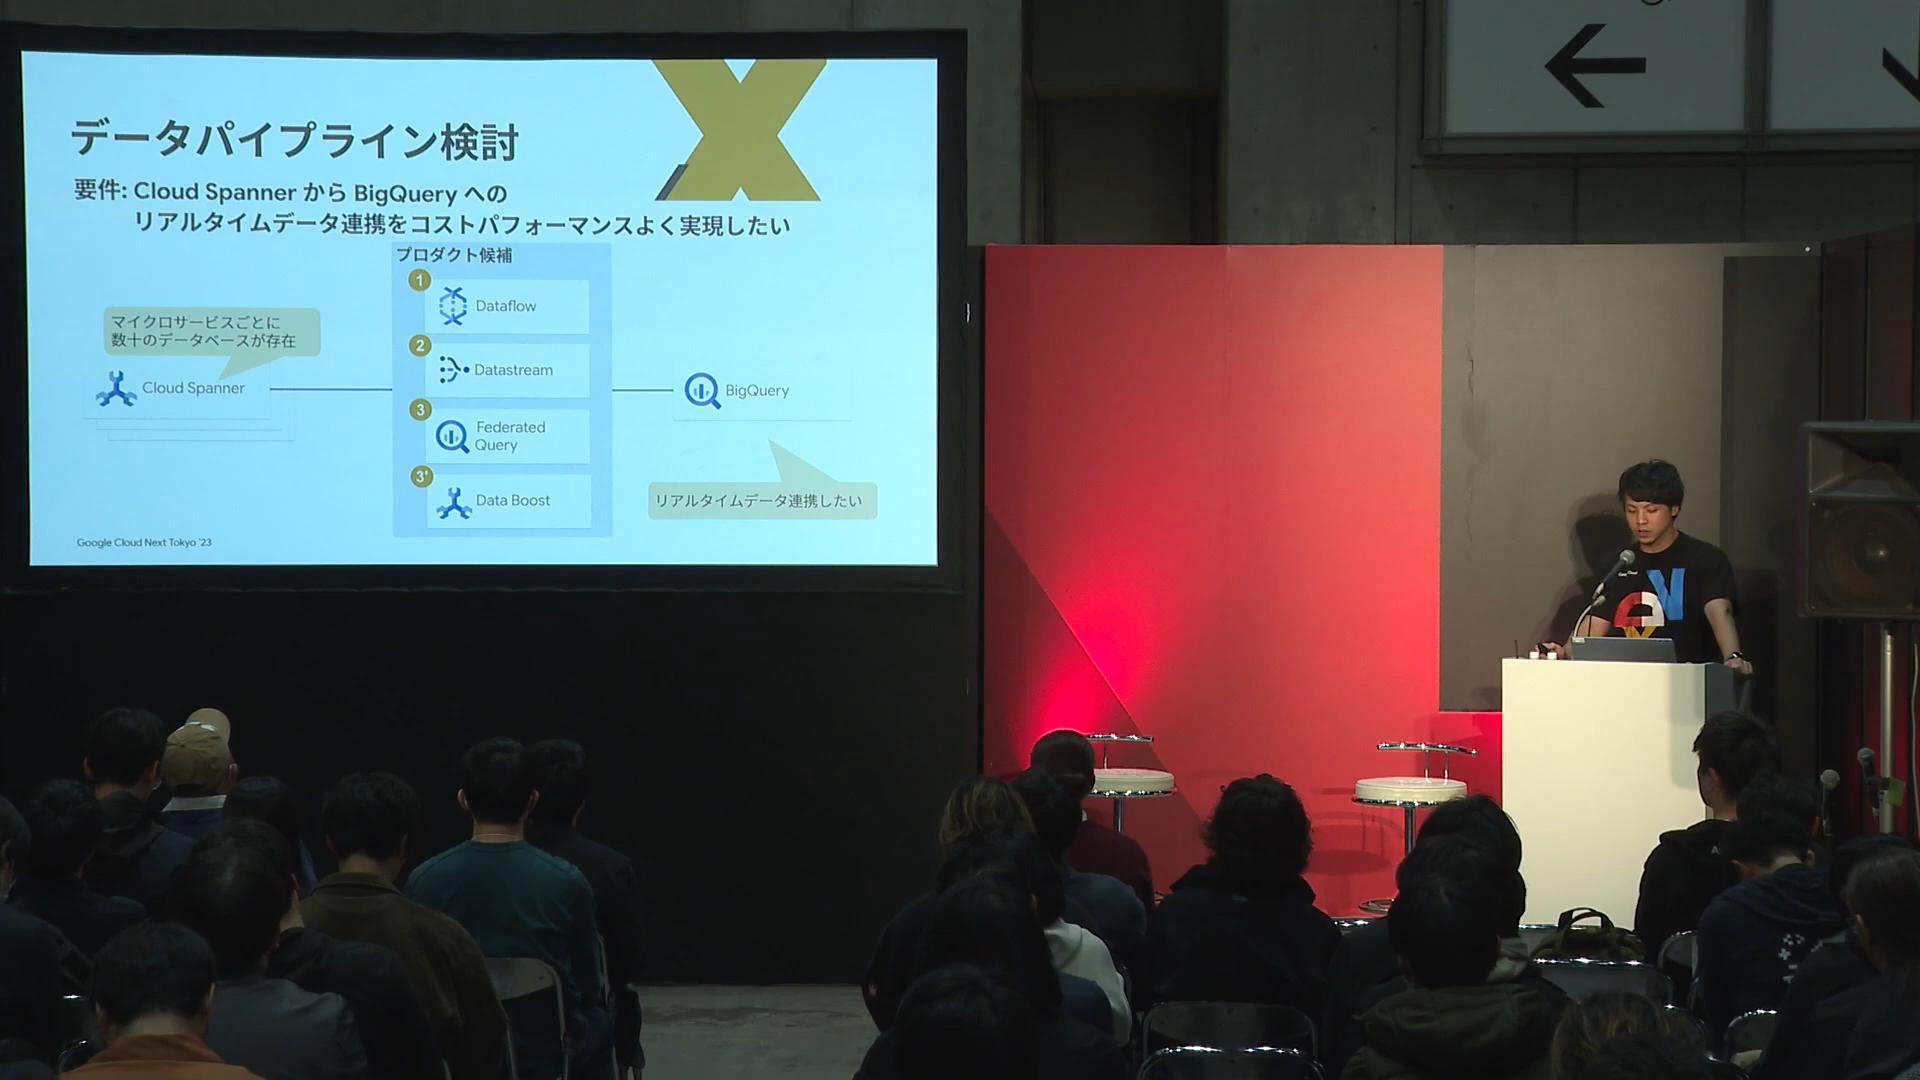 データパイプライン検討
要件: Cloud Spanner から BigQuery への
リアルタイムデータ連携をコストパフォーマンスよく実現したい
プロダクト候補
1
Dataflow
マイクロサービスごとに
数十のデータベースが存在
2
Datastream
Cloud Spanner
BigQuery
3
Federated
Query
3'
Data Boost
リアルタイムデータ連携したい
Google Cloud Next Tokyo '23